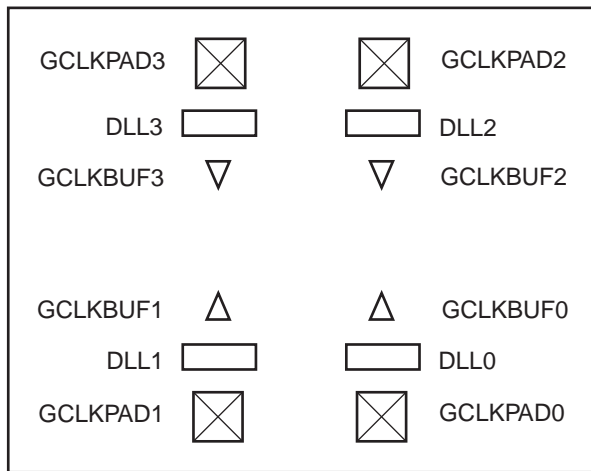 GCLKPAD3 GCLKPAD2
DLL3 DLL2
GCLKBUF3 GCLKBUF2
GCLKBUF1 GCLKBUF0
DLL1 DLL0
GCLKPAD1 GCLKPAD0